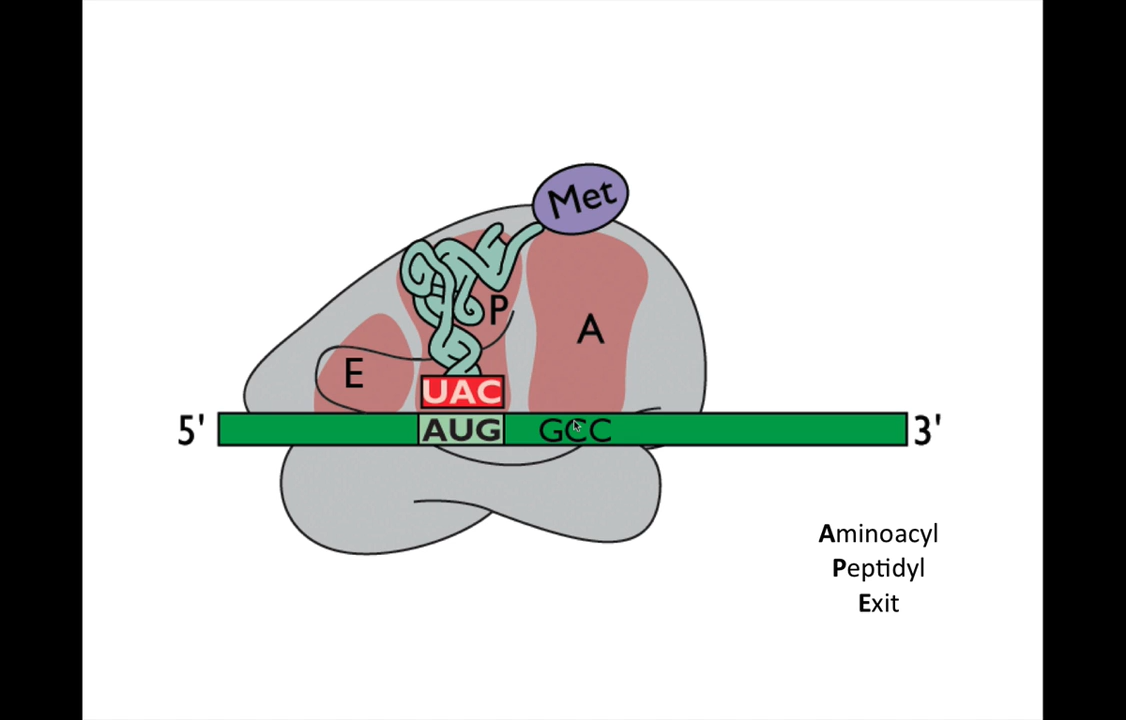 Met
P
A
E
UAC
5' AUG GCC 3'
Aminoacyl
Peptidyl
Exit